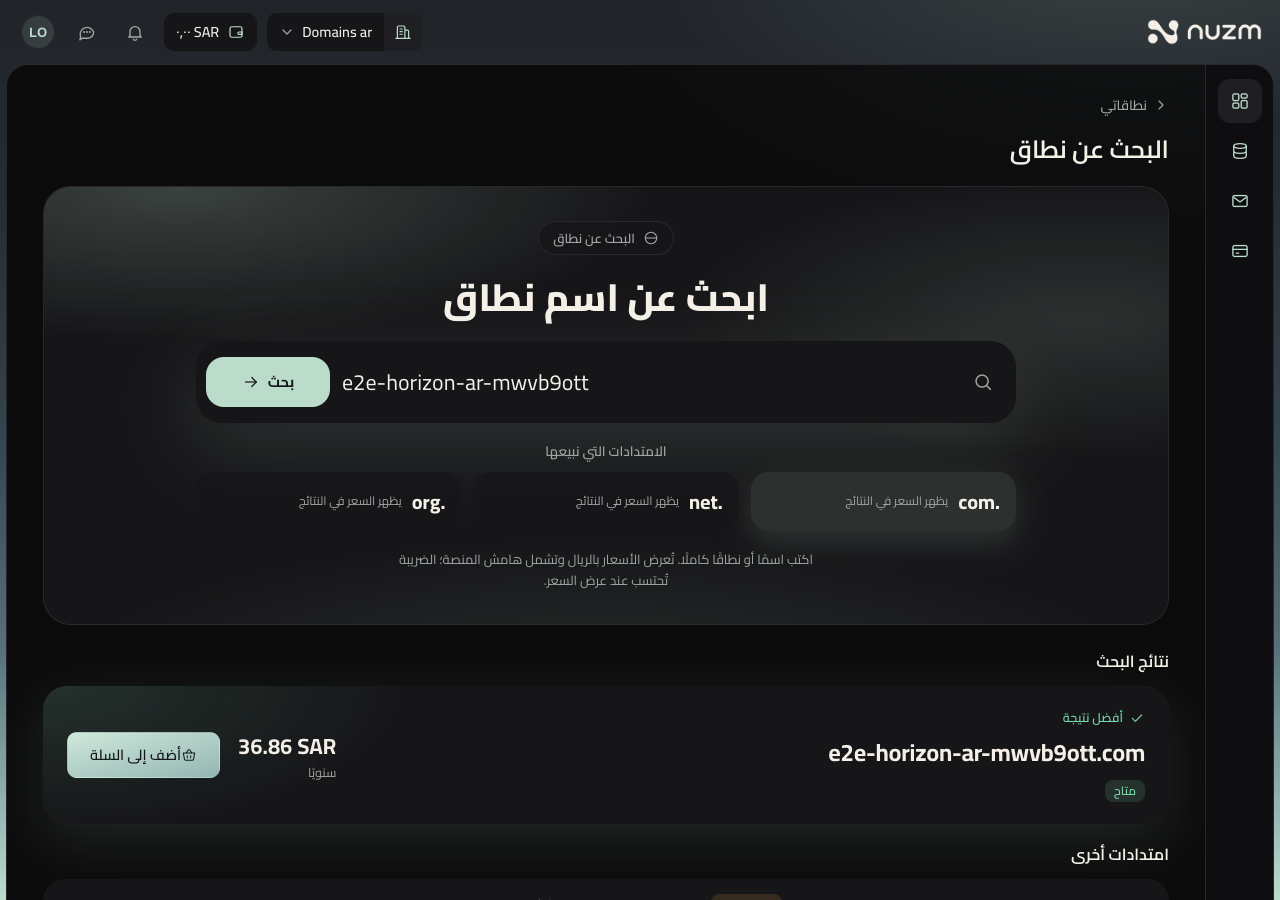 nuzm
Domains ar
٠,٠٠ SAR
LO
نطاقاتي
البحث عن نطاق
البحث عن نطاق
ابحث عن اسم نطاق
e2e-horizon-ar-mwvb9ott
بحث
الامتدادات التي نبيعها
.com يظهر السعر في النتائج
.net يظهر السعر في النتائج
.org يظهر السعر في النتائج
اكتب اسمًا أو نطاقًا كاملًا. تُعرض الأسعار بالريال وتشمل هامش المنصة؛ الضريبة
تُحتسب عند عرض السعر.
نتائج البحث
أفضل نتيجة
e2e-horizon-ar-mwvb9ott.com
متاح
36.86 SAR
سنويًا
أضف إلى السلة
امتدادات أخرى